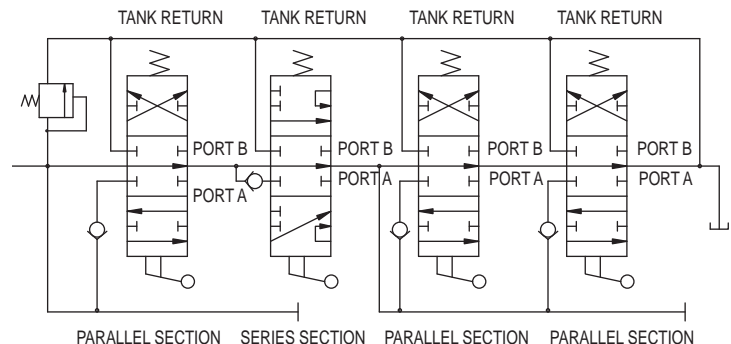 TANK RETURN TANK RETURN TANK RETURN TANK RETURN
PORT B PORT B PORT B PORT B
PORT A PORT A PORT A PORT A
PARALLEL SECTION SERIES SECTION PARALLEL SECTION PARALLEL SECTION